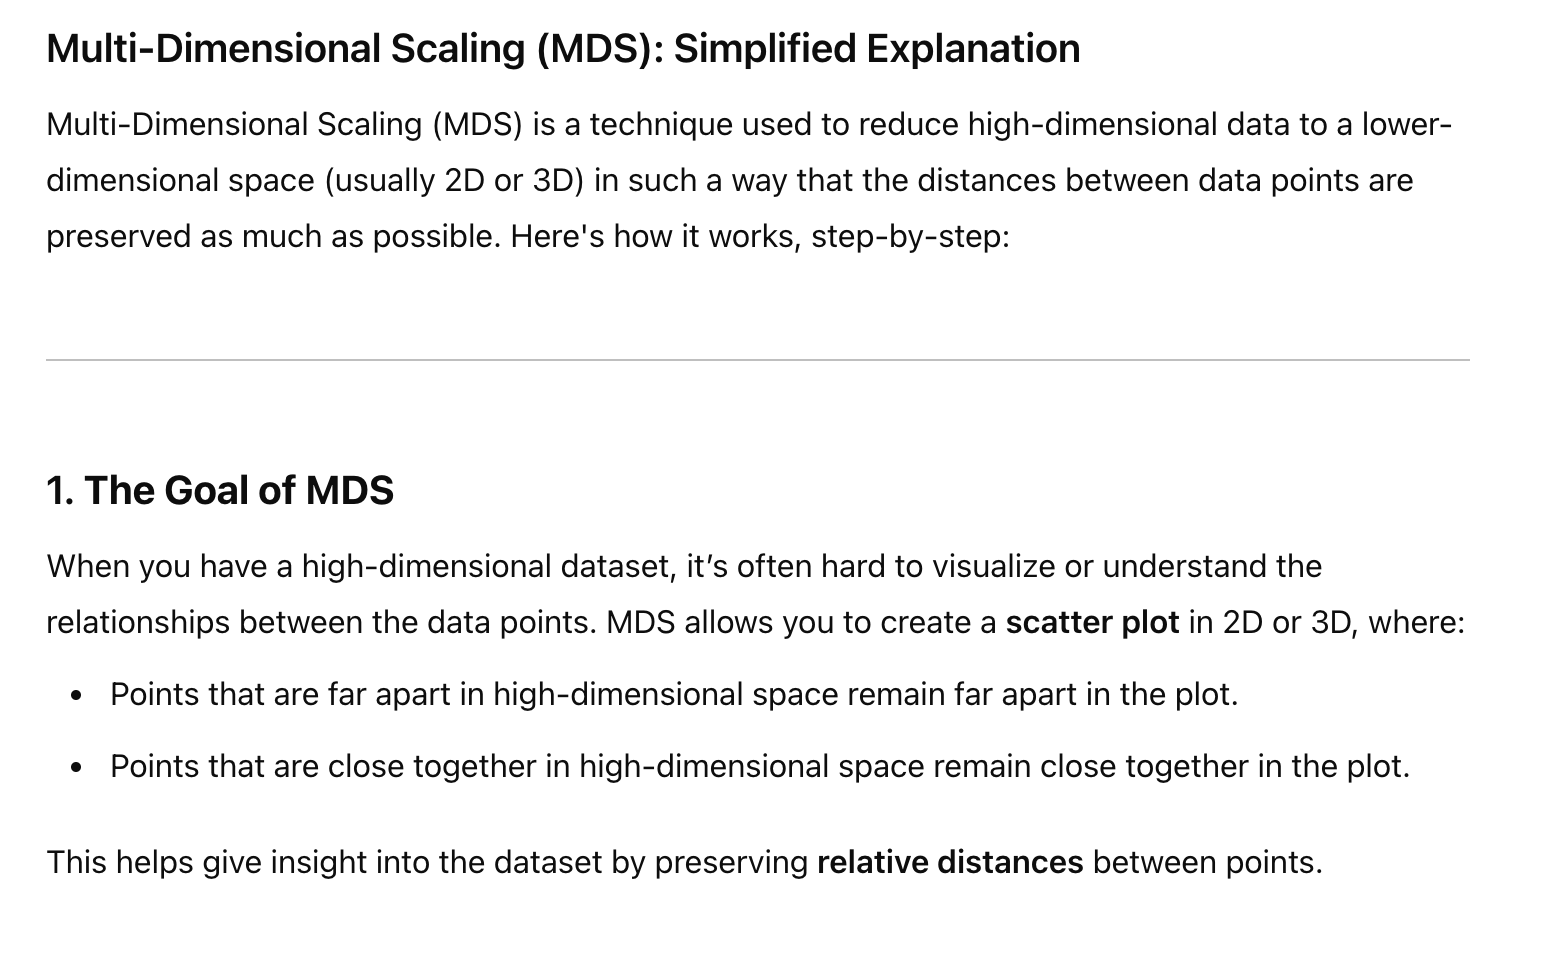 Multi-Dimensional Scaling (MDS): Simplified Explanation
Multi-Dimensional Scaling (MDS) is a technique used to reduce high-dimensional data to a lower-
dimensional space (usually 2D or 3D) in such a way that the distances between data points are
preserved as much as possible. Here's how it works, step-by-step:
1. The Goal of MDS
When you have a high-dimensional dataset, it’s often hard to visualize or understand the
relationships between the data points. MDS allows you to create a scatter plot in 2D or 3D, where:
• Points that are far apart in high-dimensional space remain far apart in the plot.
• Points that are close together in high-dimensional space remain close together in the plot.
This helps give insight into the dataset by preserving relative distances between points.